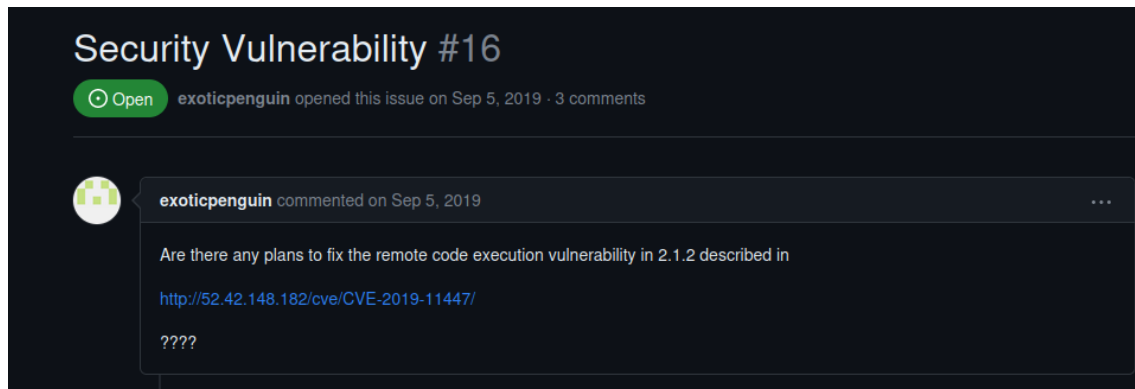 Security Vulnerability #16
Open exoticpenguin opened this issue on Sep 5, 2019 · 3 comments
exoticpenguin commented on Sep 5, 2019
Are there any plans to fix the remote code execution vulnerability in 2.1.2 described in
http://52.42.148.182/cve/CVE-2019-11447/
????